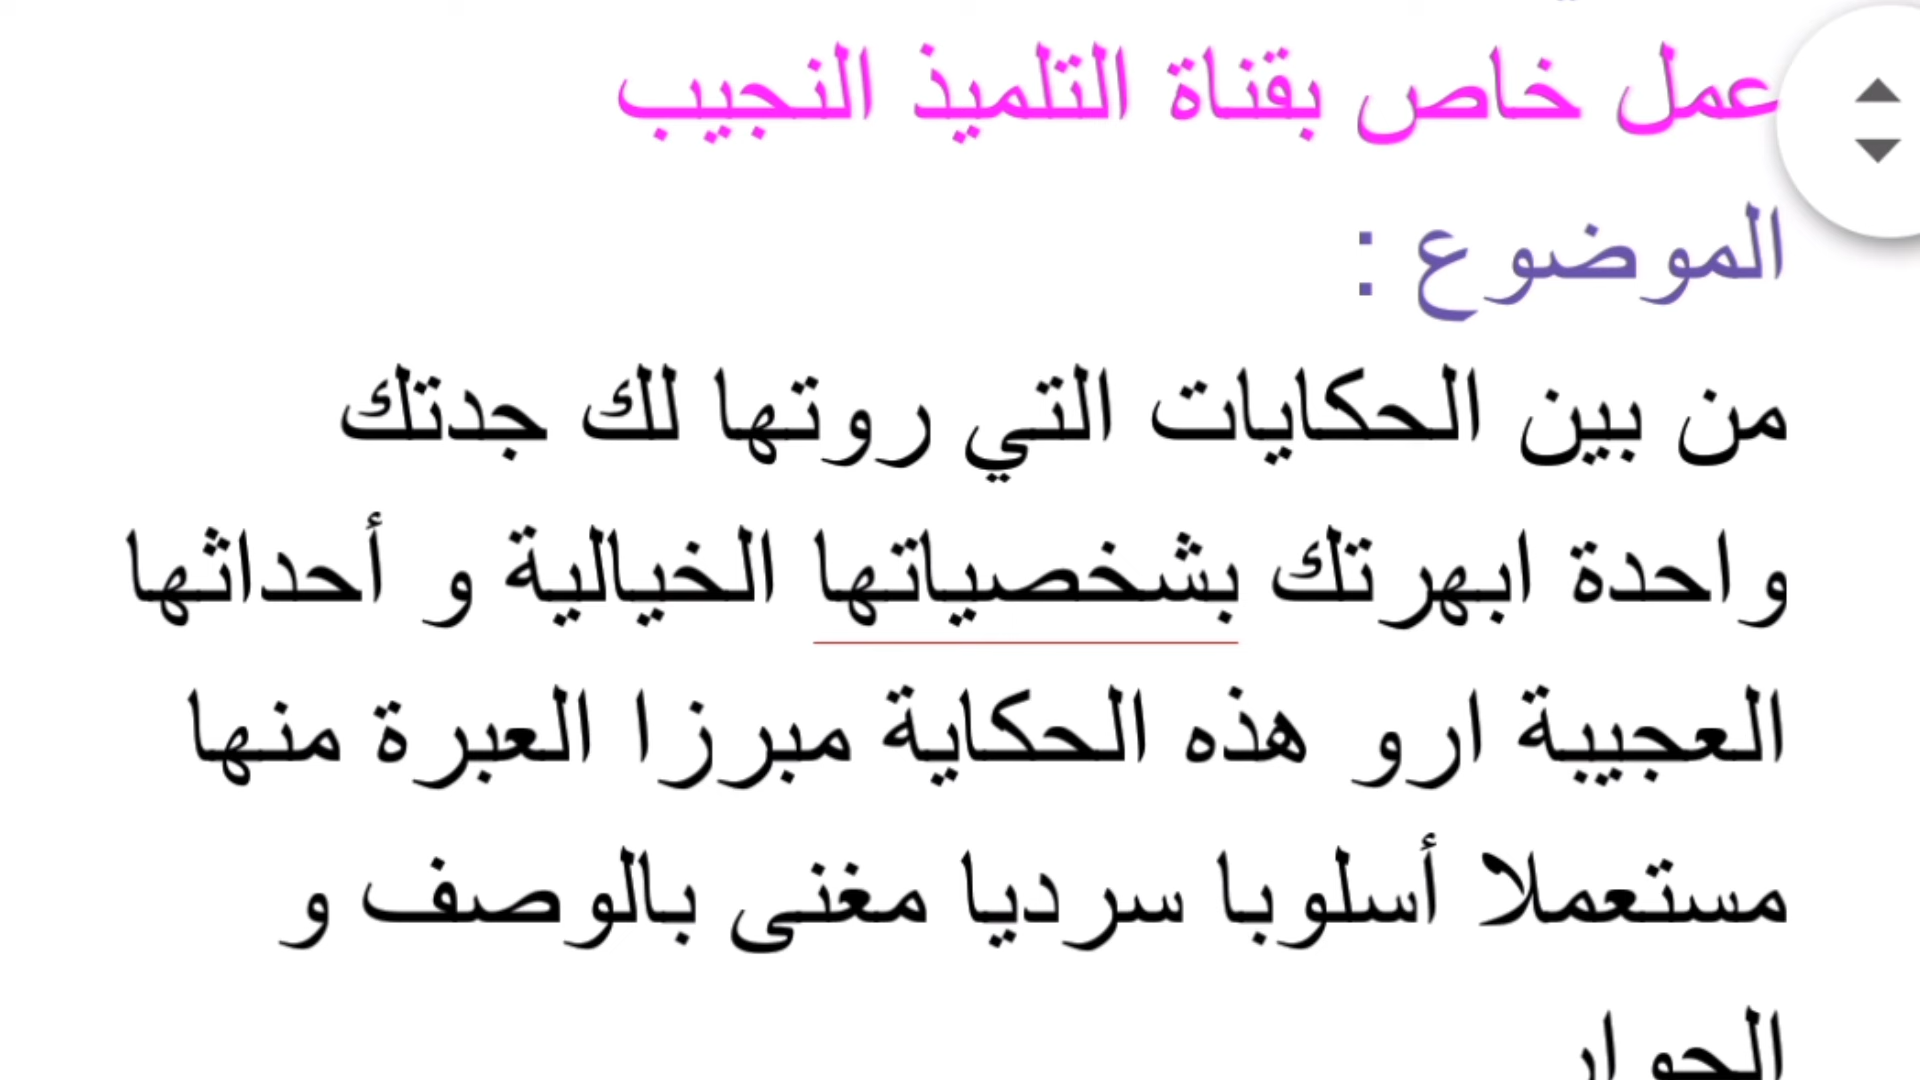 عمل خاص بقناة التلميذ النجيب
الموضوع :
من بين الحكايات التي روتها لك جدتك
واحدة ابهرتك بشخصياتها الخيالية و أحداثها
العجيبة ارو هذه الحكاية مبرزا العبرة منها
مستعملا أسلوبا سرديا مغنى بالوصف و
الحوار